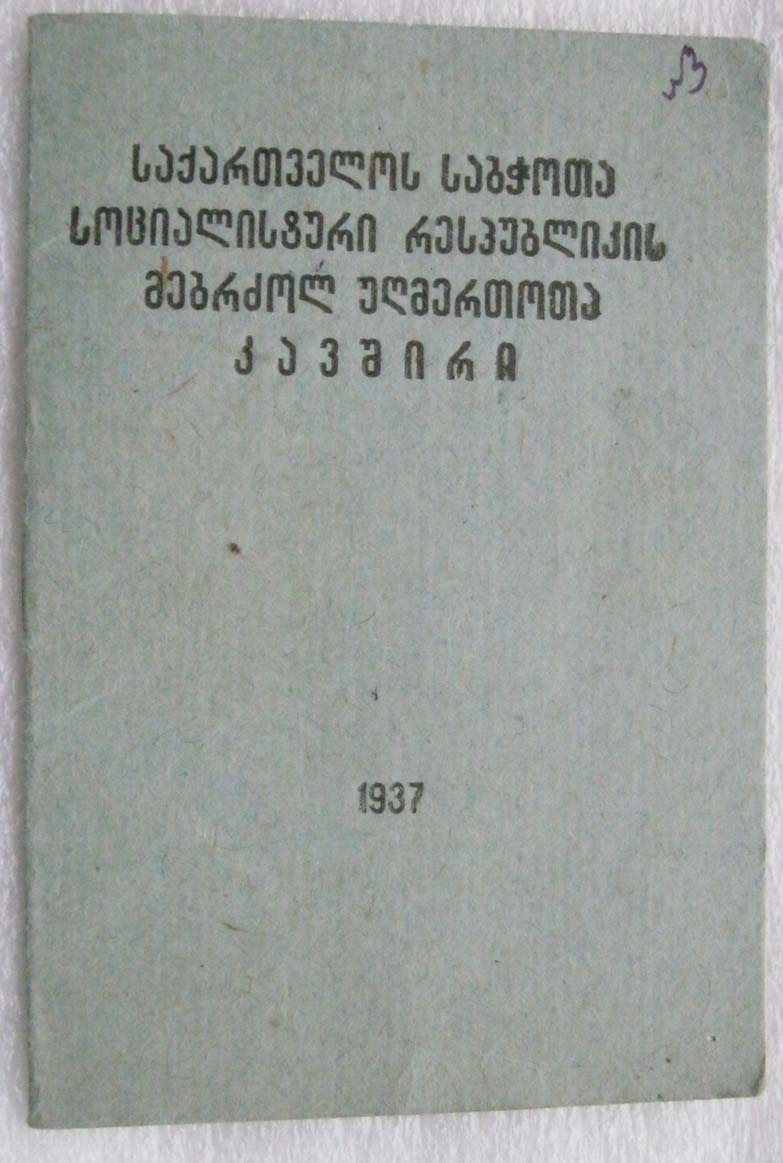 საქართველოს საბჭოთა
სოციალისტური რესპუბლიკის
მებრძოლ უღმერთოთა
კავშირი
1937